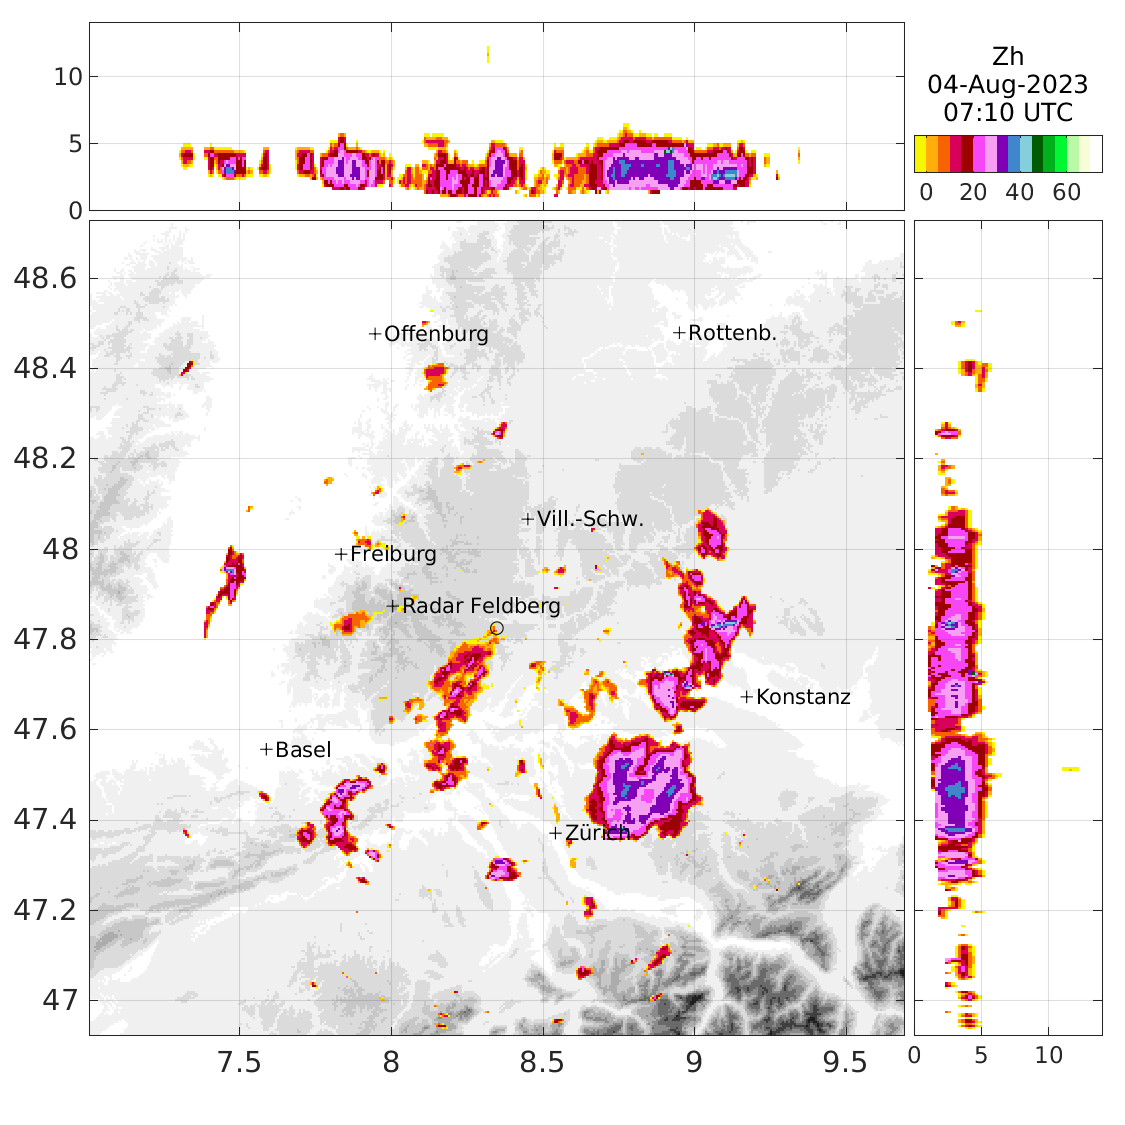 10
5
0
Zh
04-Aug-2023
07:10 UTC
0 20 40 60
48.6
48.4
48.2
48
47.8
47.6
47.4
47.2
47
+Offenburg
+Rottenb.
+Vill.-Schw.
+Freiburg
+Radar Feldberg
+Konstanz
+Basel
+Zürich
7.5 8 8.5 9 9.5
0 5 10